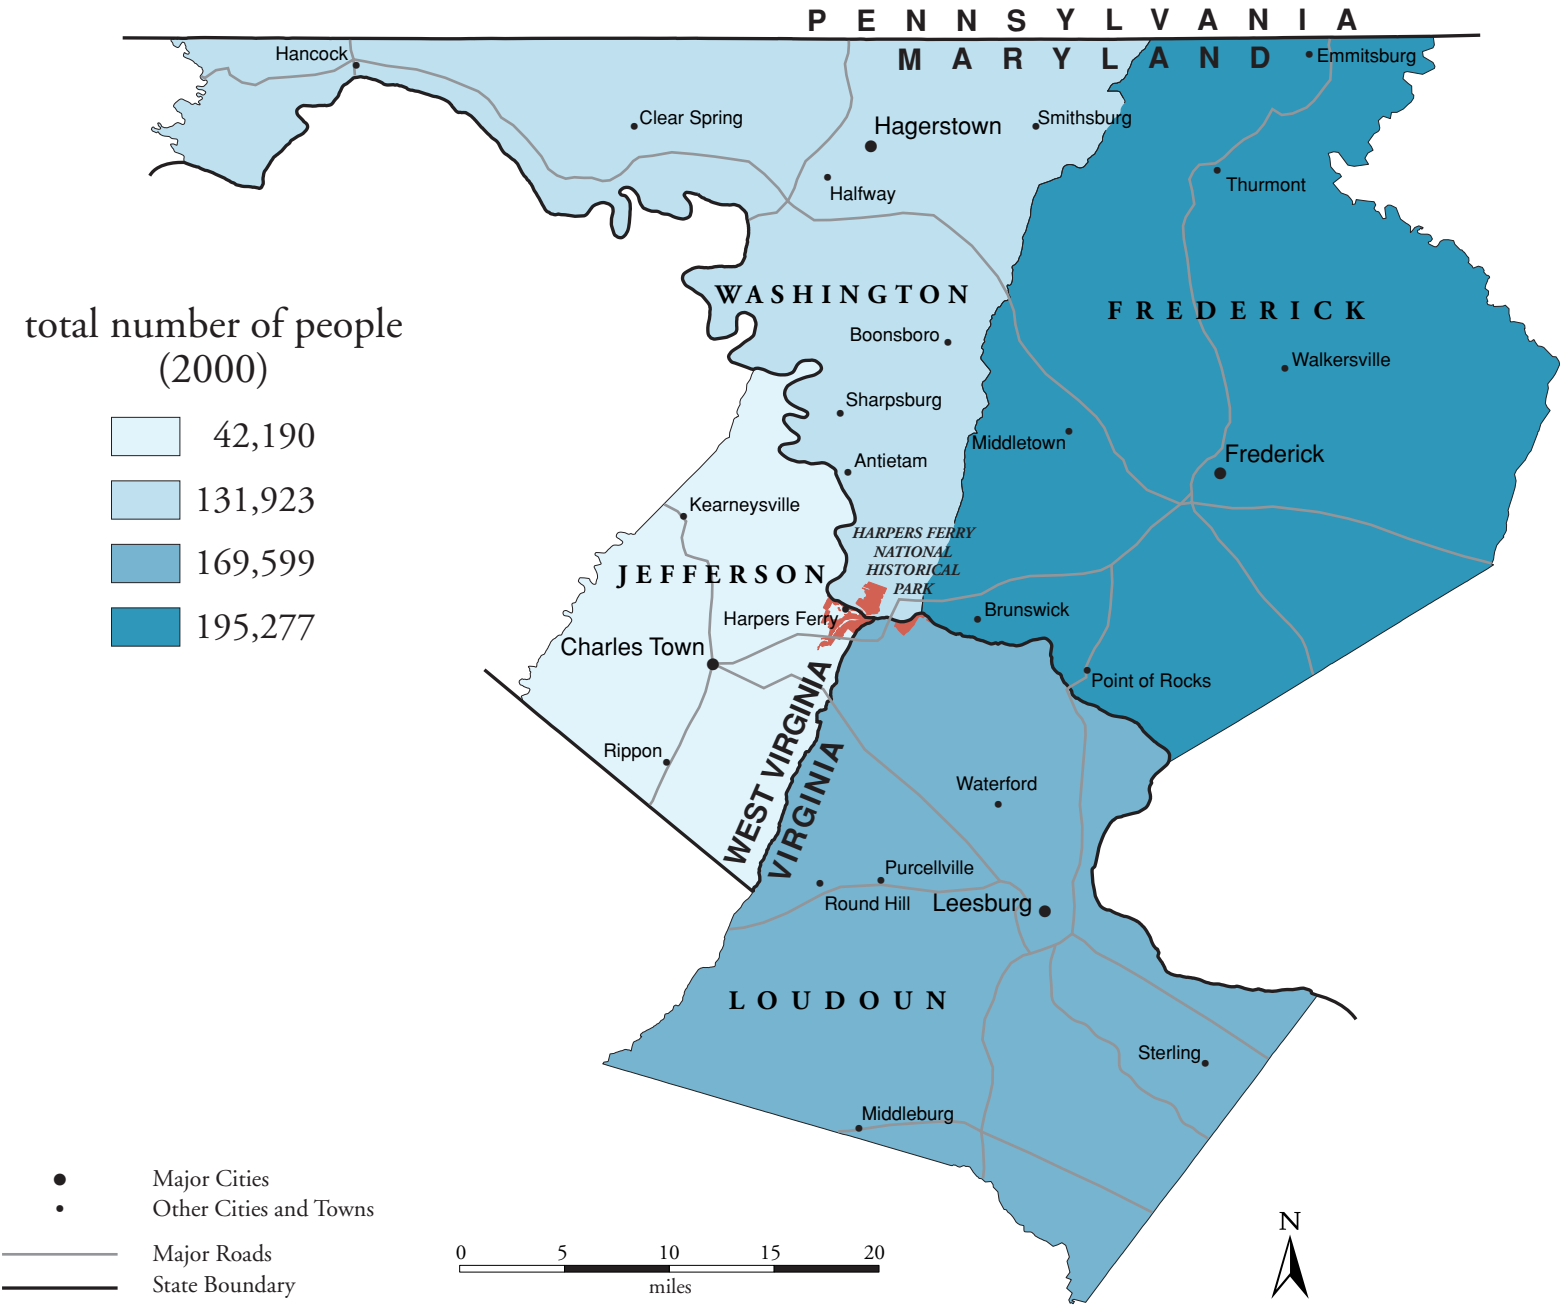 PENNSYLVANIA
MARYLAND
Hancock
Emmitsburg
Clear Spring
Hagerstown
Smithsburg
Halfway
Thurmont
WASHINGTON
FREDERICK
total number of people
(2000)
Boonsboro
Walkersville
Sharpsburg
42,190
Middletown
Frederick
Antietam
131,923
Kearneysville
HARPERS FERRY
NATIONAL
HISTORICAL
PARK
169,599
JEFFERSON
Harpers Ferry
Brunswick
195,277
Charles Town
Point of Rocks
WEST VIRGINIA
VIRGINIA
Rippon
Waterford
Purcellville
Round Hill
Leesburg
LOUDOUN
Sterling
Middleburg
Major Cities
Other Cities and Towns
Major Roads
State Boundary
0 5 10 15 20
miles
N